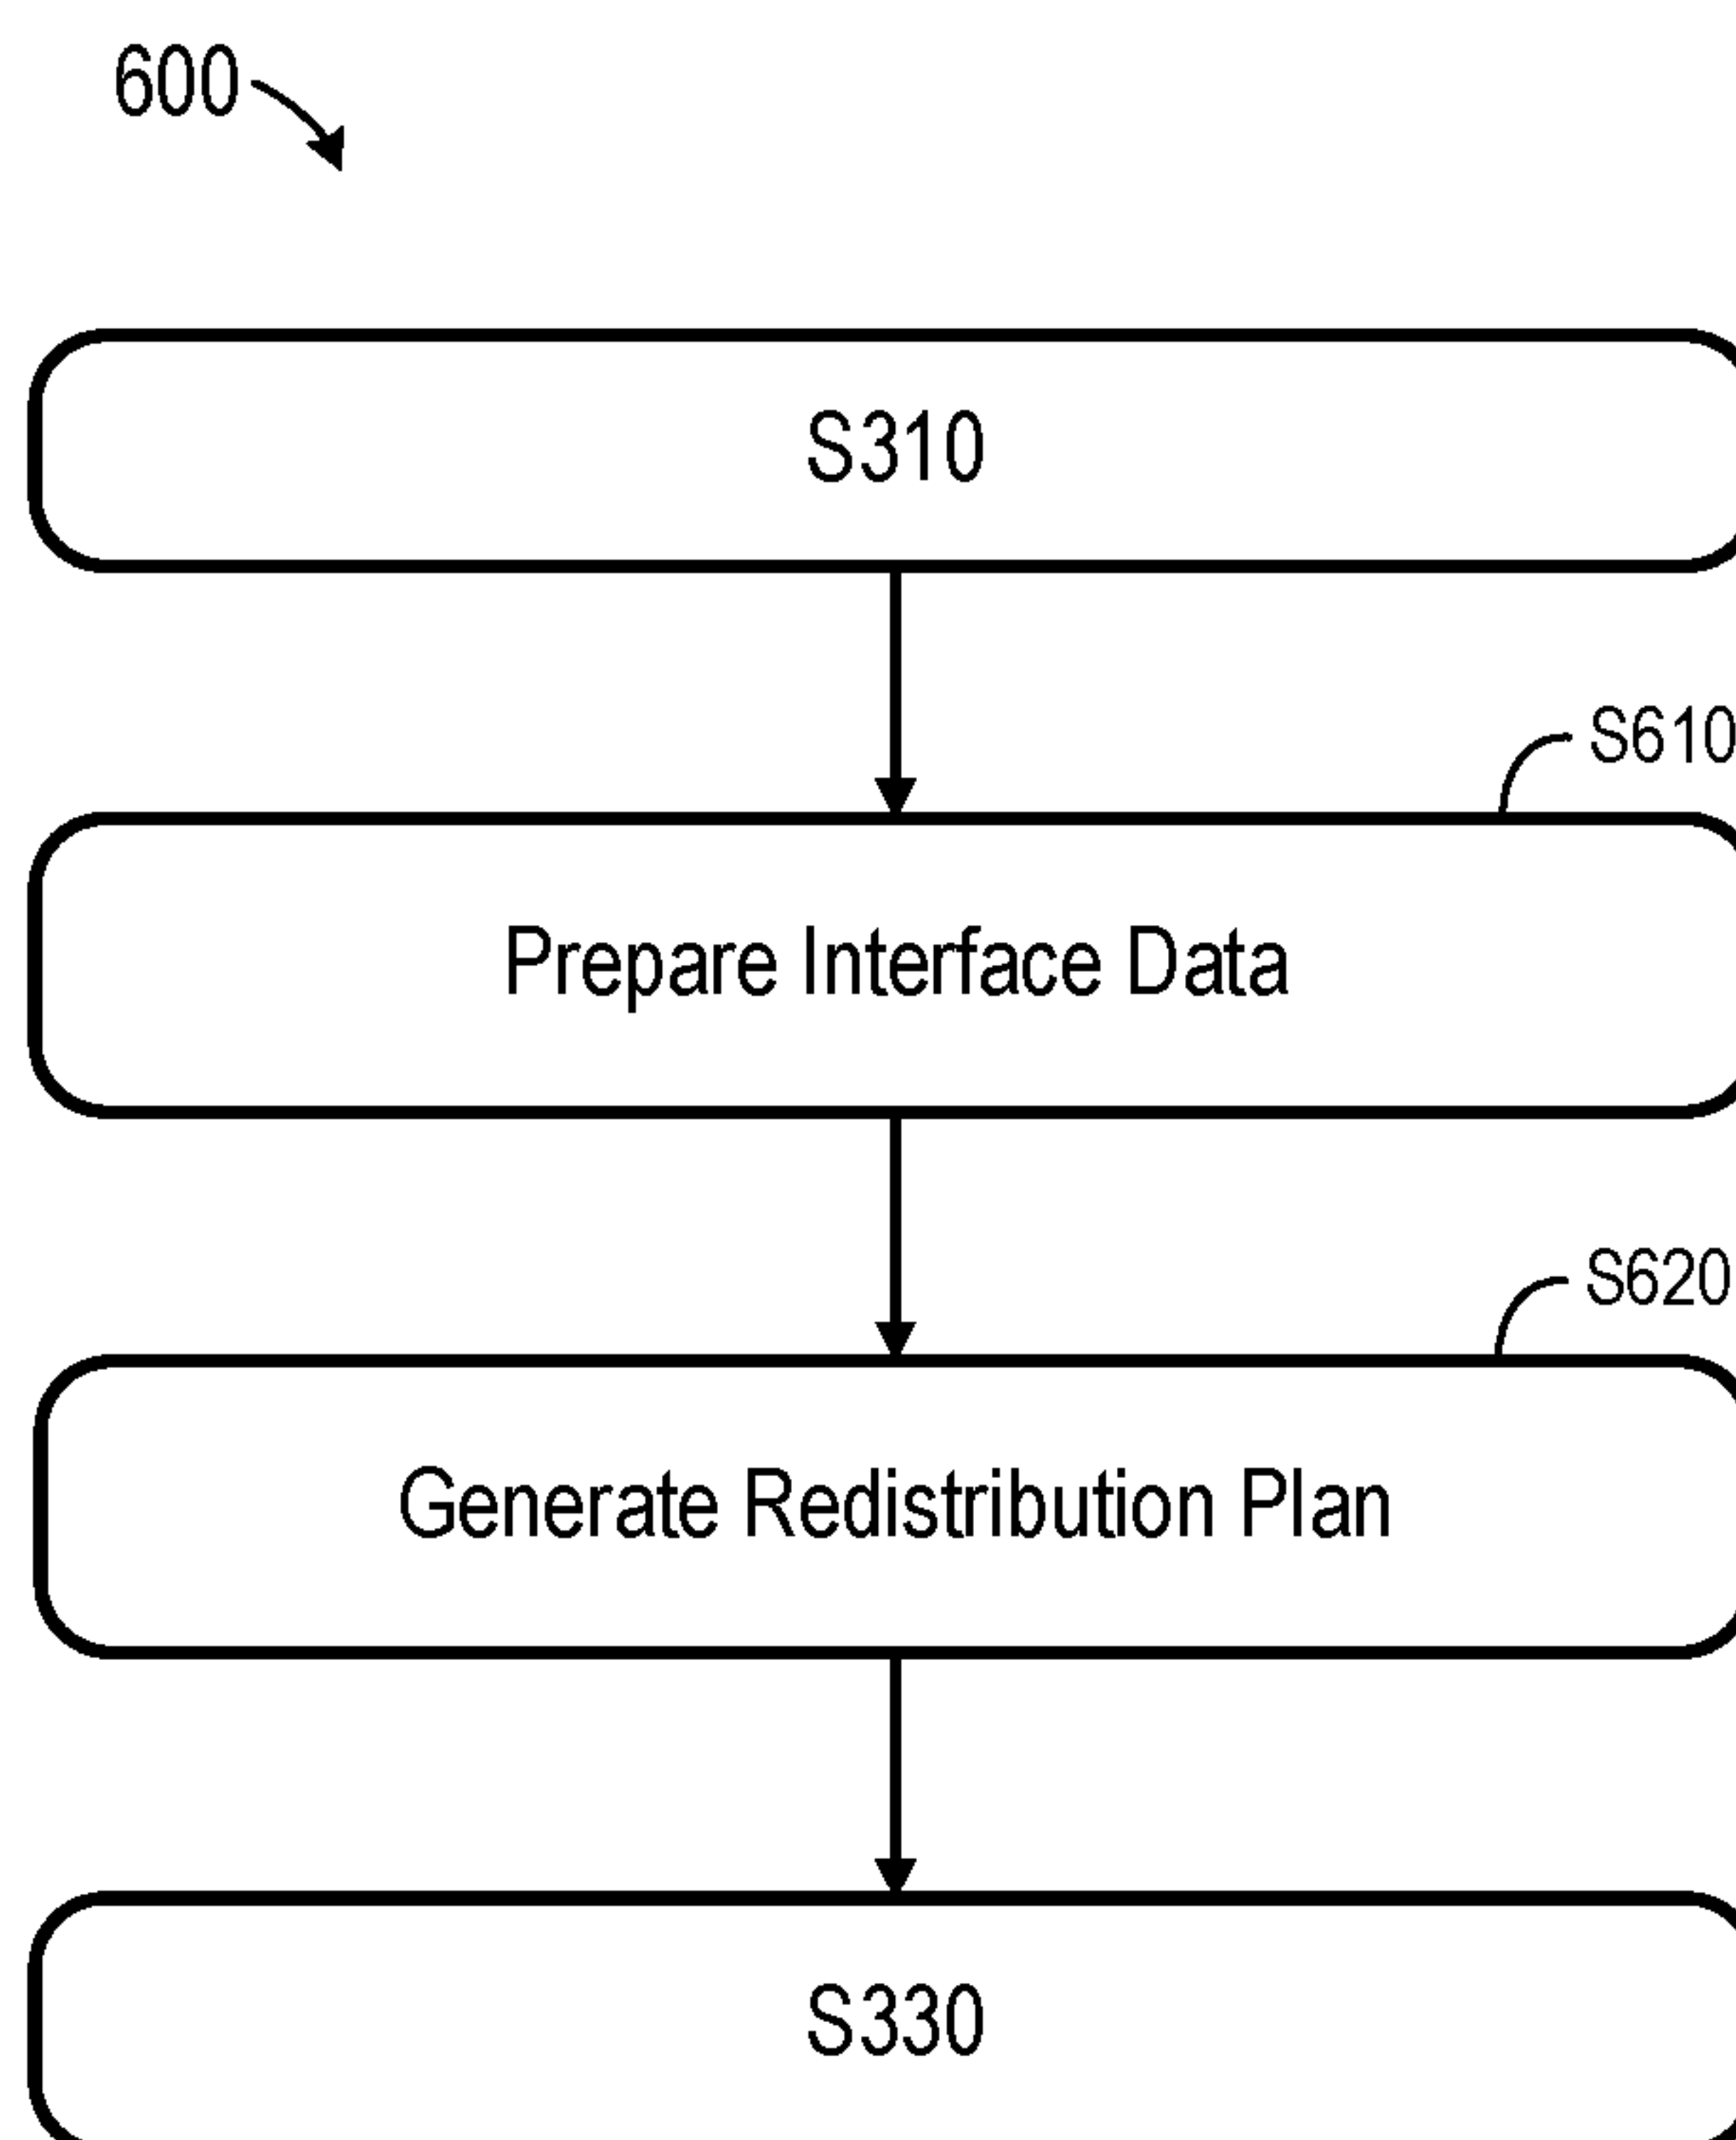 600
S310
S610
Prepare Interface Data
S620
Generate Redistribution Plan
S330